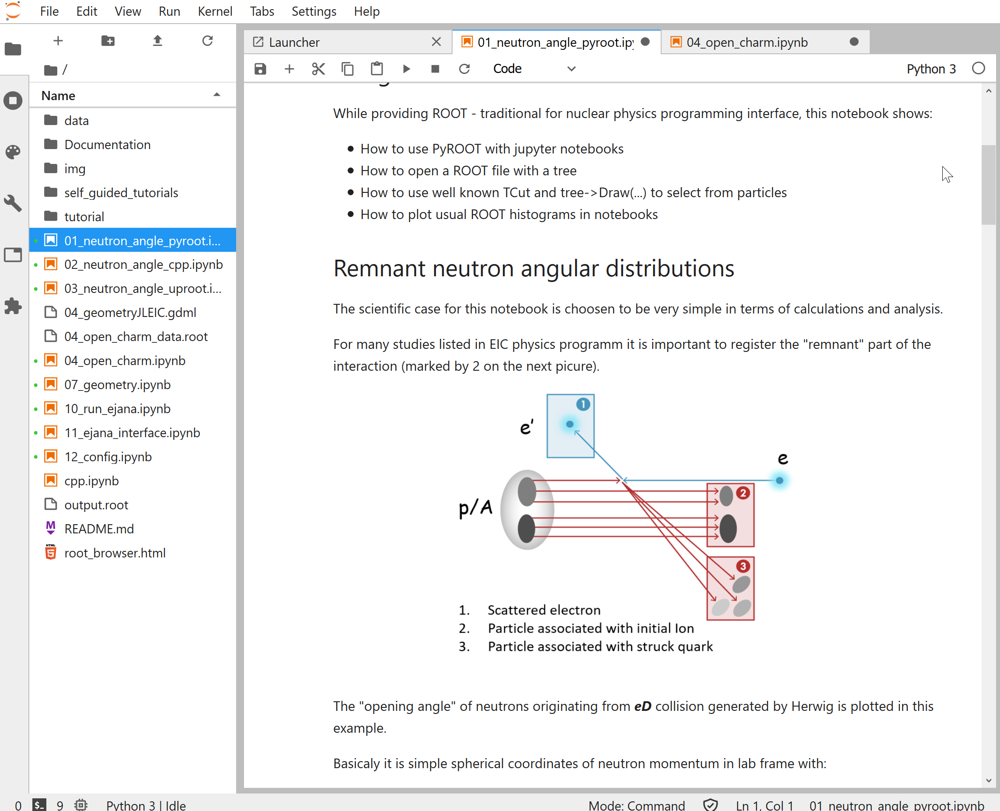 File Edit View Run Kernel Tabs Settings Help
Launcher
01_neutron_angle_pyroot.ipy
04_open_charm.ipynb
Code
Python 3
/
Name
data
Documentation
img
self_guided_tutorials
tutorial
01_neutron_angle_pyroot.i...
02_neutron_angle_cpp.ipynb
03_neutron_angle_uproot.i...
04_geometryJLEIC.gdml
04_open_charm_data.root
04_open_charm.ipynb
07_geometry.ipynb
10_run_ejana.ipynb
11_ejana_interface.ipynb
12_config.ipynb
cpp.ipynb
output.root
M README.md
HTML 5 root_browser.html
While providing ROOT - traditional for nuclear physics programming interface, this notebook shows:
● How to use PyROOT with jupyter notebooks
● How to open a ROOT file with a tree
● How to use well known TCut and tree->Draw(...) to select from particles
● How to plot usual ROOT histograms in notebooks
Remnant neutron angular distributions
The scientific case for this notebook is choosen to be very simple in terms of calculations and analysis.
For many studies listed in EIC physics programm it is important to register the "remnant" part of the
interaction (marked by 2 on the next picure).
1
e'
e
2
p/A
3
1. Scattered electron
2. Particle associated with initial Ion
3. Particle associated with struck quark
The "opening angle" of neutrons originating from eD collision generated by Herwig is plotted in this
example.
Basicaly it is simple spherical coordinates of neutron momentum in lab frame with:
0 $_ 9 Python 3 | Idle
Mode: Command Ln 1, Col 1 01_neutron_angle_pyroot.ipynb